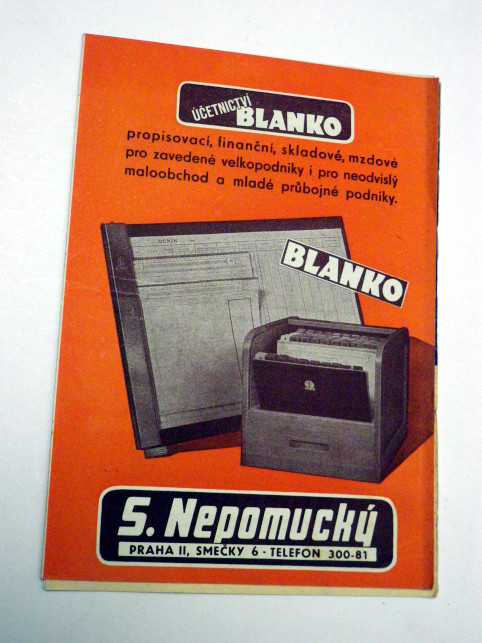 ÚČETNICTVÍ
BLANKO
propisovací, finanční, skladové, mzdové
pro zavedené velkopodniky i pro neodvislý
maloobchod a mladé průbojné podniky.
DENÍK
BLANKO
S. Nepomucký
PRAHA II, SMEČKY 6 - TELEFON 300-81